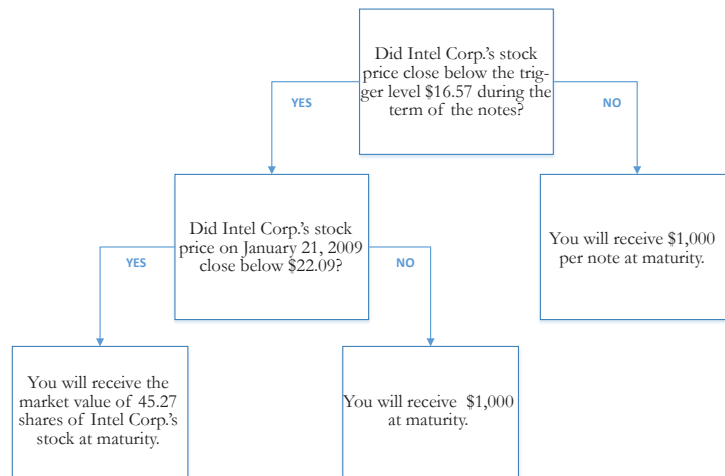 Did Intel Corp.'s stock
price close below the trig-
ger level $16.57 during the
term of the notes?
YES
NO
Did Intel Corp.'s stock
price on January 21, 2009
close below $22.09?
You will receive $1,000
per note at maturity.
YES
NO
You will receive the
market value of 45.27
shares of Intel Corp.'s
stock at maturity.
You will receive $1,000
at maturity.